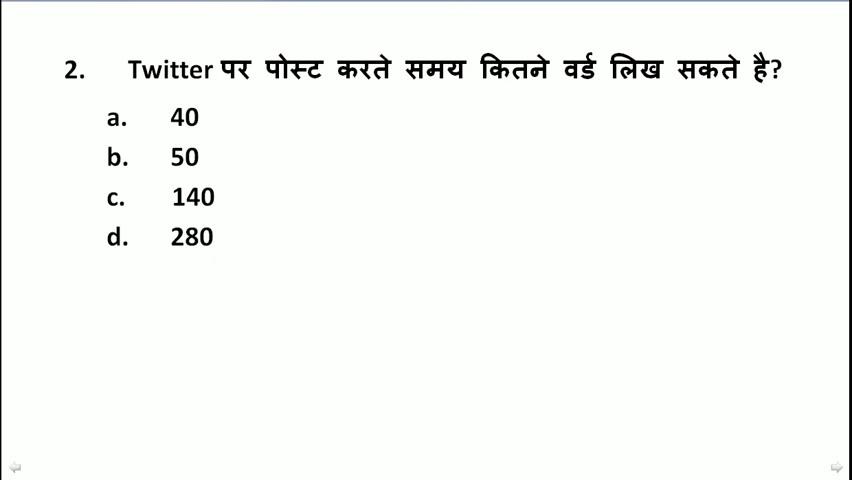 2. Twitter पर पोस्ट करते समय कितने वर्ड लिख सकते है?
a. 40
b. 50
c. 140
d. 280